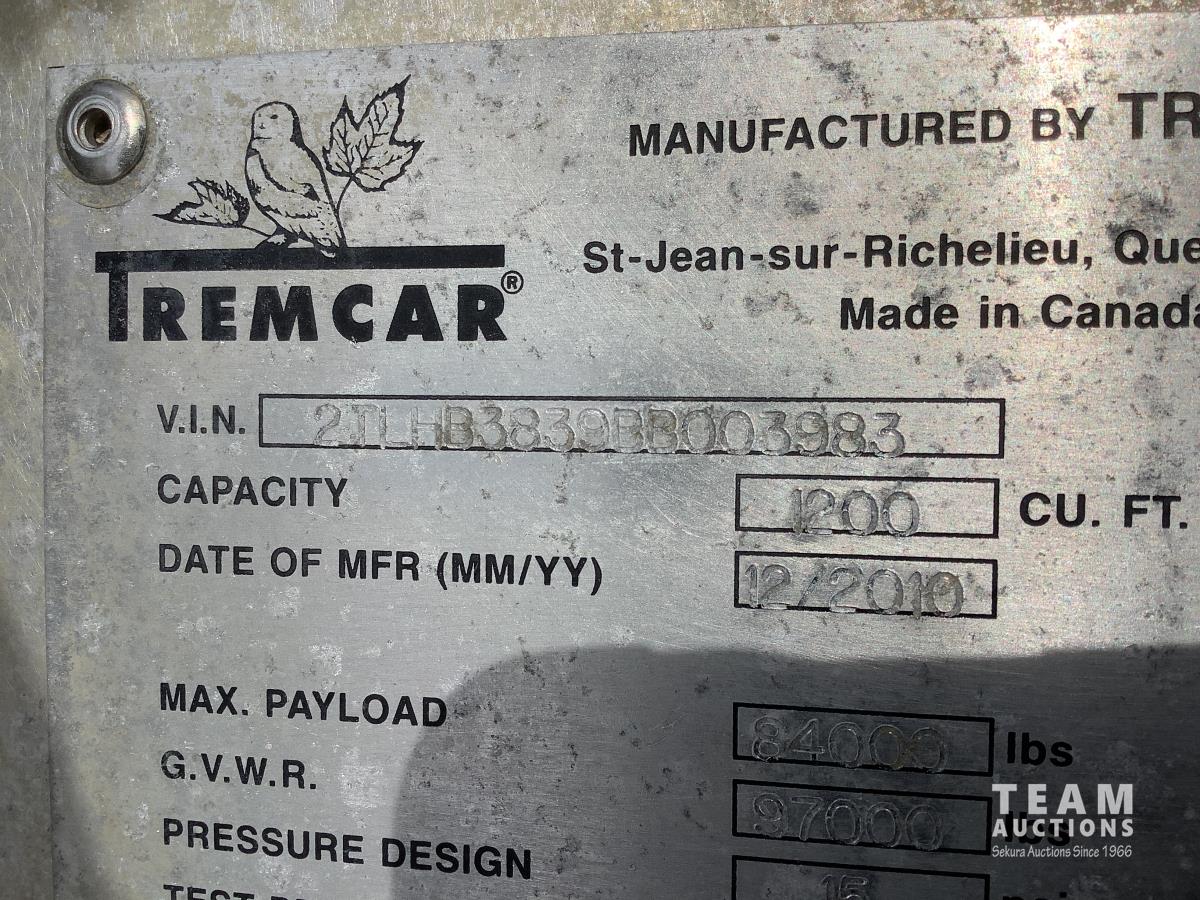 MANUFACTURED BY TR
St-Jean-sur-Richelieu, Que
Made in Canada
TREMCAR®
V.I.N. 2TLHB3839BB003983
CAPACITY 1200 CU. FT.
DATE OF MFR (MM/YY) 12/2010
MAX. PAYLOAD 84000 lbs
G.V.W.R. 97000 lbs
PRESSURE DESIGN 15 psi
TEAM
AUCTIONS
Sekura Auctions Since 1966